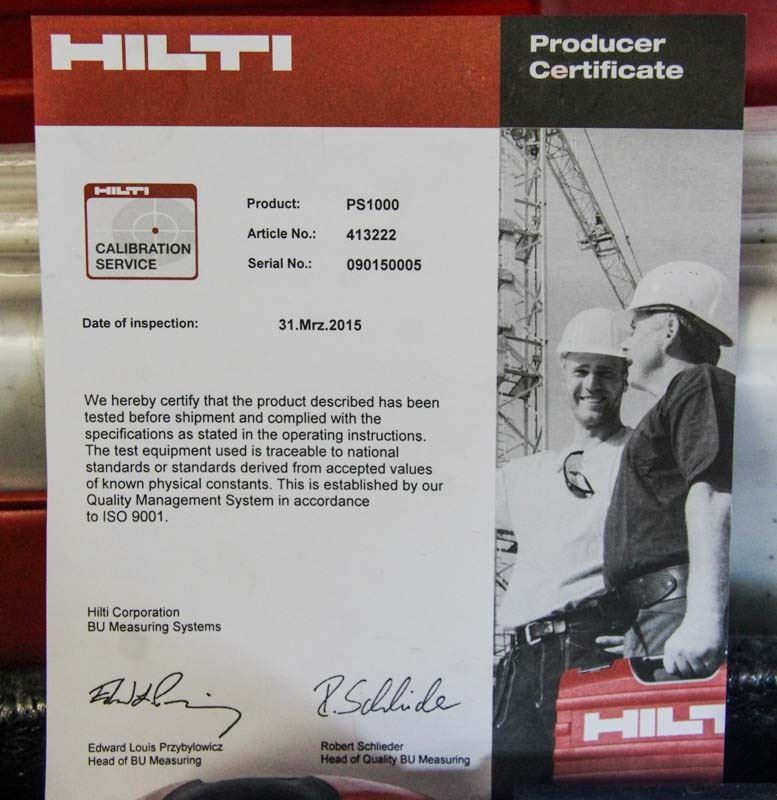 HILTI
Producer
Certificate
HILTI
CALIBRATION
SERVICE
Product: PS1000
Article No.: 413222
Serial No.: 090150005
Date of inspection: 31.Mrz.2015
We hereby certify that the product described has been
tested before shipment and complied with the
specifications as stated in the operating instructions.
The test equipment used is traceable to national
standards or standards derived from accepted values
of known physical constants. This is established by our
Quality Management System in accordance
to ISO 9001.
Hilti Corporation
BU Measuring Systems
R. Schlieder
Edward Louis Przybylowicz
Head of BU Measuring
Robert Schlieder
Head of Quality BU Measuring
HILT